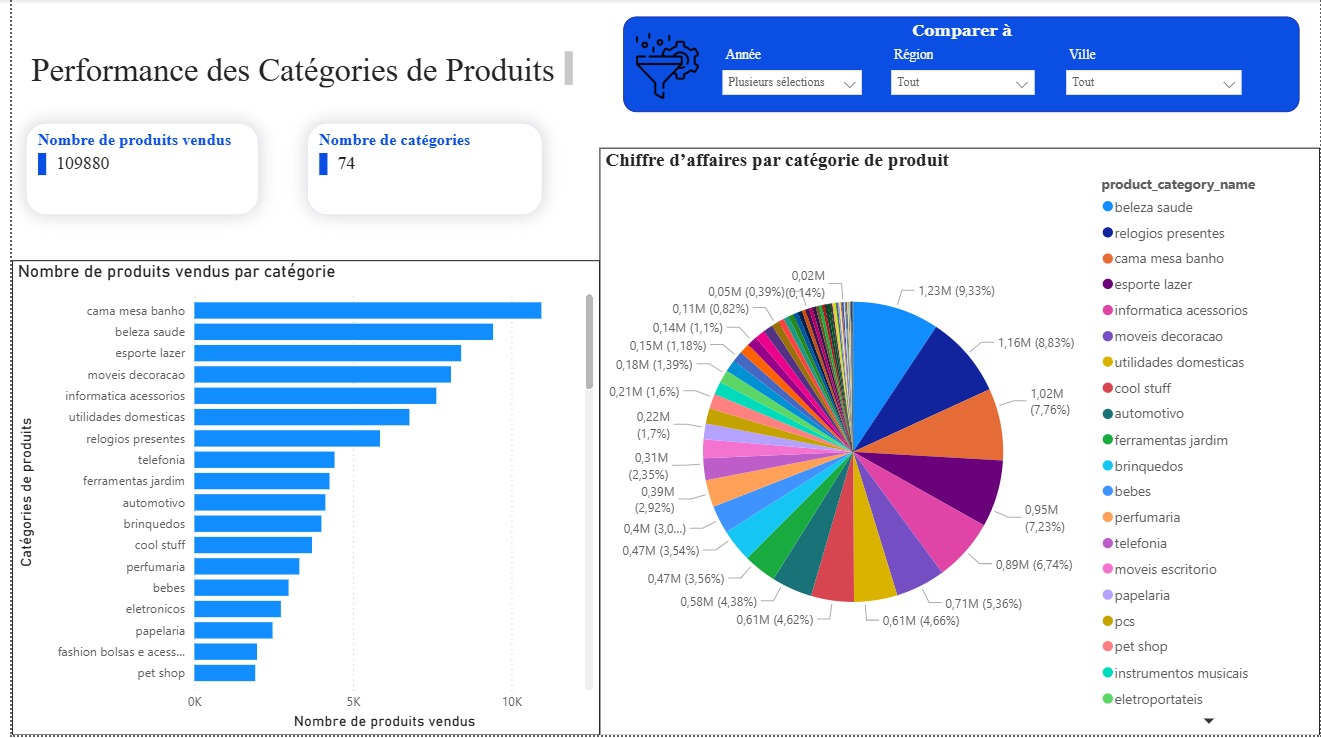 Performance des Catégories de Produits
Comparer à
Année
Région
Ville
Plusieurs sélections
Tout
Tout
Nombre de produits vendus
109880
Nombre de catégories
74
Nombre de produits vendus par catégorie
Catégories de produits
cama mesa banho
beleza saude
esporte lazer
moveis decoracao
informatica acessorios
utilidades domesticas
relogios presentes
telefonia
ferramentas jardim
automotivo
brinquedos
cool stuff
perfumaria
bebes
eletronicos
papelaria
fashion bolsas e acess...
pet shop
0K
5K
10K
Nombre de produits vendus
Chiffre d’affaires par catégorie de produit
1,23M (9,33%)
1,16M (8,83%)
1,02M
(7,76%)
0,95M
(7,23%)
0,89M (6,74%)
0,71M (5,36%)
0,61M (4,66%)
0,61M (4,62%)
0,58M (4,38%)
0,47M (3,56%)
0,47M (3,54%)
0,4M (3,0...)
0,39M
(2,92%)
0,31M
(2,35%)
0,22M
(1,7%)
0,21M (1,6%)
0,18M (1,39%)
0,15M (1,18%)
0,14M (1,1%)
0,11M (0,82%)
0,05M (0,39%)
0,02M
(0,14%)
product_category_name
beleza saude
relogios presentes
cama mesa banho
esporte lazer
informatica acessorios
moveis decoracao
utilidades domesticas
cool stuff
automotivo
ferramentas jardim
brinquedos
bebes
perfumaria
telefonia
moveis escritorio
papelaria
pcs
pet shop
instrumentos musicais
eletroportateis